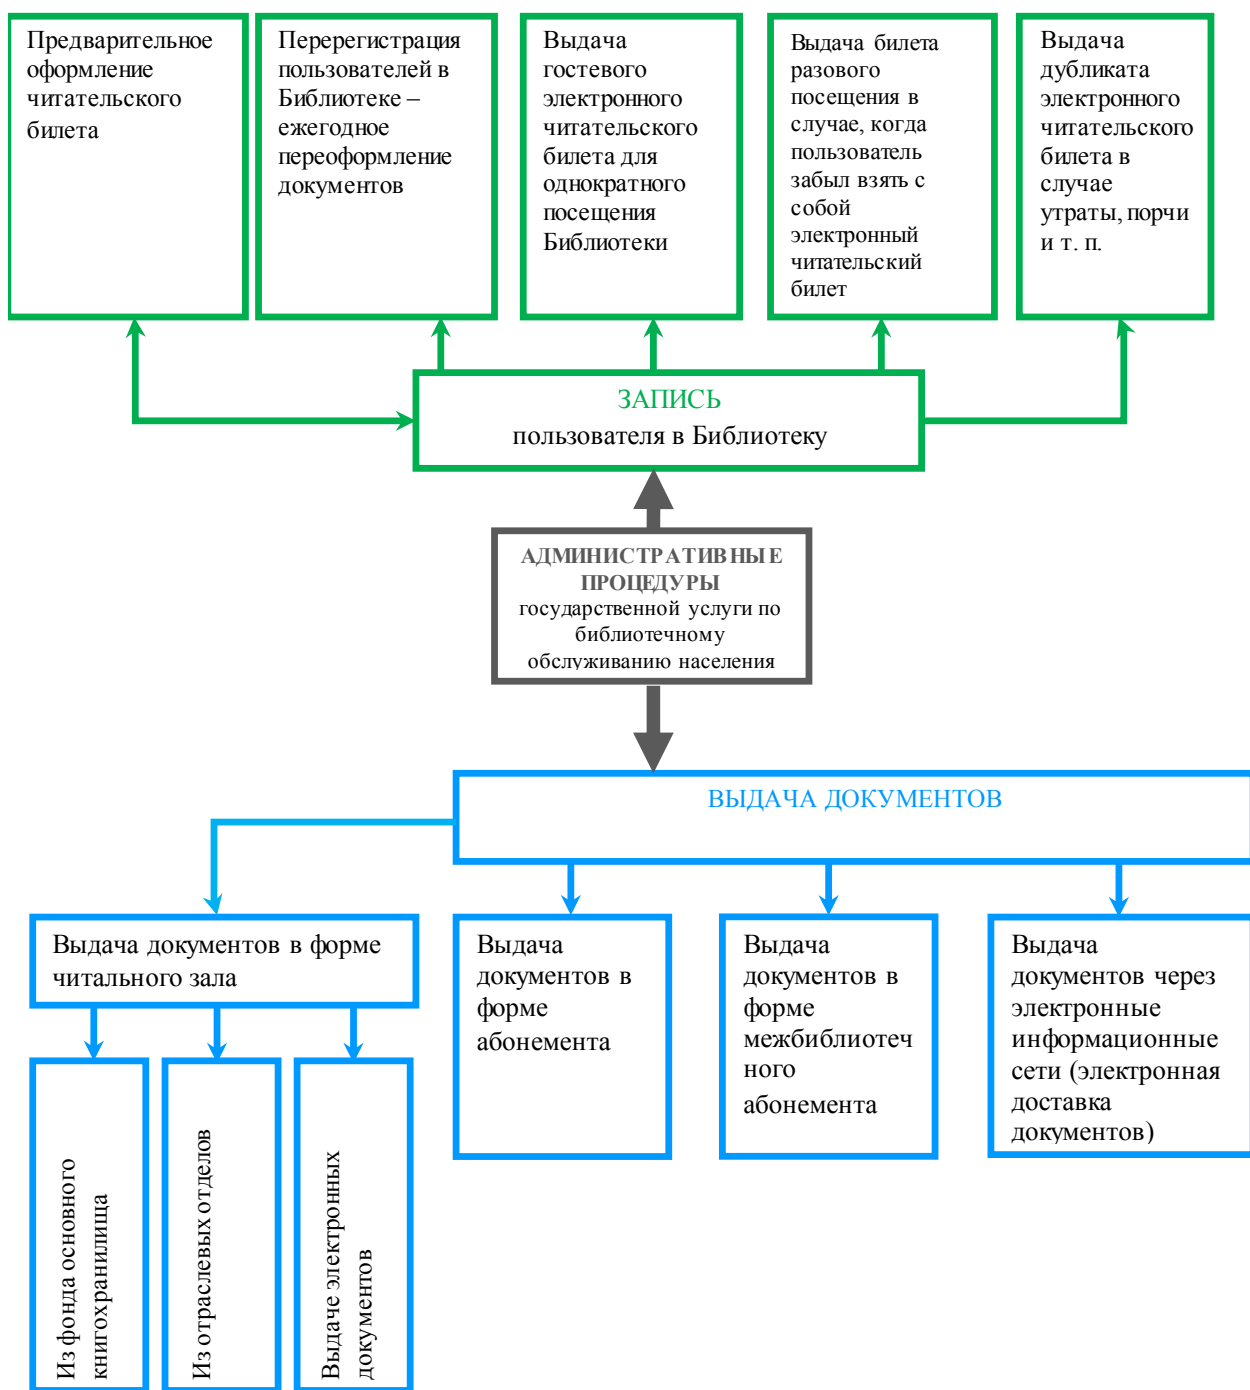 Предварительное
оформление
читательского
билета
Перерегистрация
пользователей в
Библиотеке –
ежегодное
переоформление
документов
Выдача
гостевого
электронного
читательского
билета для
однократного
посещения
Библиотеки
Выдача билета
разового
посещения в
случае, когда
пользователь
забыл взять с
собой
электронный
читательский
билет
Выдача
дубликата
электронного
читательского
билета в
случае
утраты, порчи
и т. п.
ЗАПИСЬ
пользователя в Библиотеку
АДМИНИСТРАТИВНЫЕ
ПРОЦЕДУРЫ
государственной услуги по
библиотечному
обслуживанию населения
ВЫДАЧА ДОКУМЕНТОВ
Выдача документов в форме
читального зала
Выдача
документов в
форме
абонемента
Выдача
документов в
форме
межбиблиотеч
ного
абонемента
Выдача
документов через
электронные
информационные
сети (электронная
доставка
документов)
Из фонда основного
книгохранилища
Из отраслевых отделов
Выдаче электронных
документов